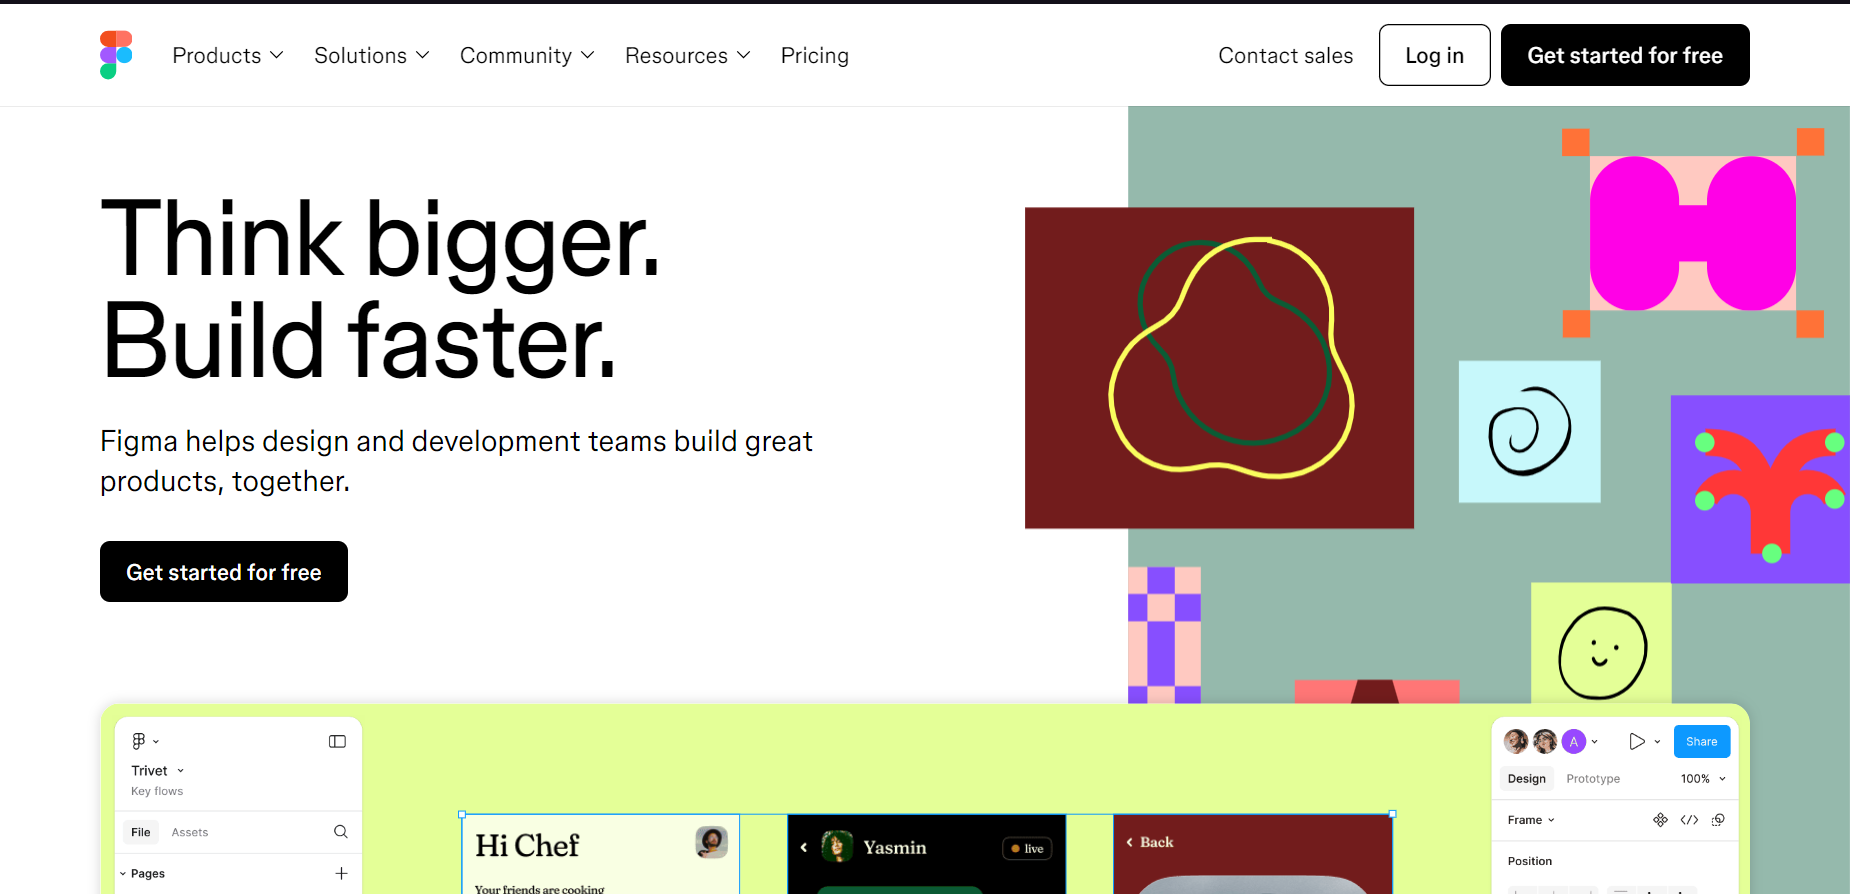 Products
Solutions
Community
Resources
Pricing
Contact sales
Log in
Get started for free
Think bigger.
Build faster.
Figma helps design and development teams build great
products, together.
Get started for free
Trivet
Key flows
File
Assets
Pages
Hi Chef
Your friends are cooking
Yasmin
live
Back
A
Share
Design
Prototype
100%
Frame
Position